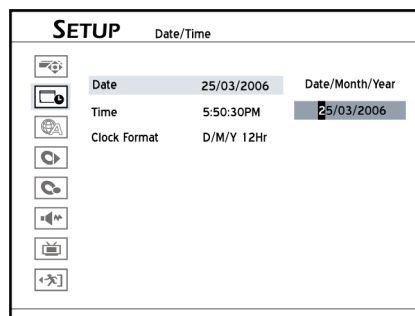 SETUP Date/Time
Date 25/03/2006 Date/Month/Year
Time 5:50:30PM 25/03/2006
Clock Format D/M/Y 12Hr